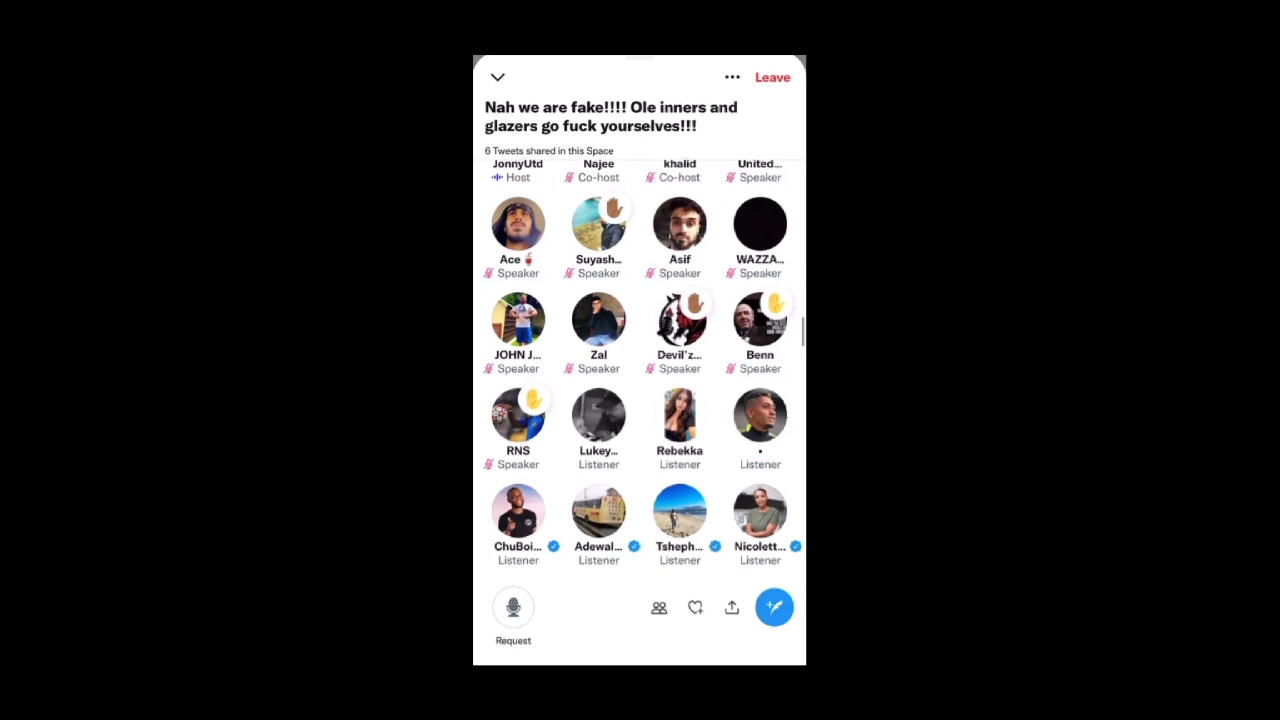 Leave
Nah we are fake!!!! Ole inners and
glazers go fuck yourselves!!!
6 Tweets shared in this Space
JonnyUtd Najee khalid United...
Host Co-host Co-host Speaker
Ace Suyash... Asif WAZZA...
Speaker Speaker Speaker Speaker
JOHN J... Zal Devil'z... Benn
Speaker Speaker Speaker Speaker
RNS Lukey... Rebekka •
Speaker Listener Listener Listener
ChuBoi... Adewal... Tsheph... Nicolett...
Listener Listener Listener Listener
Request